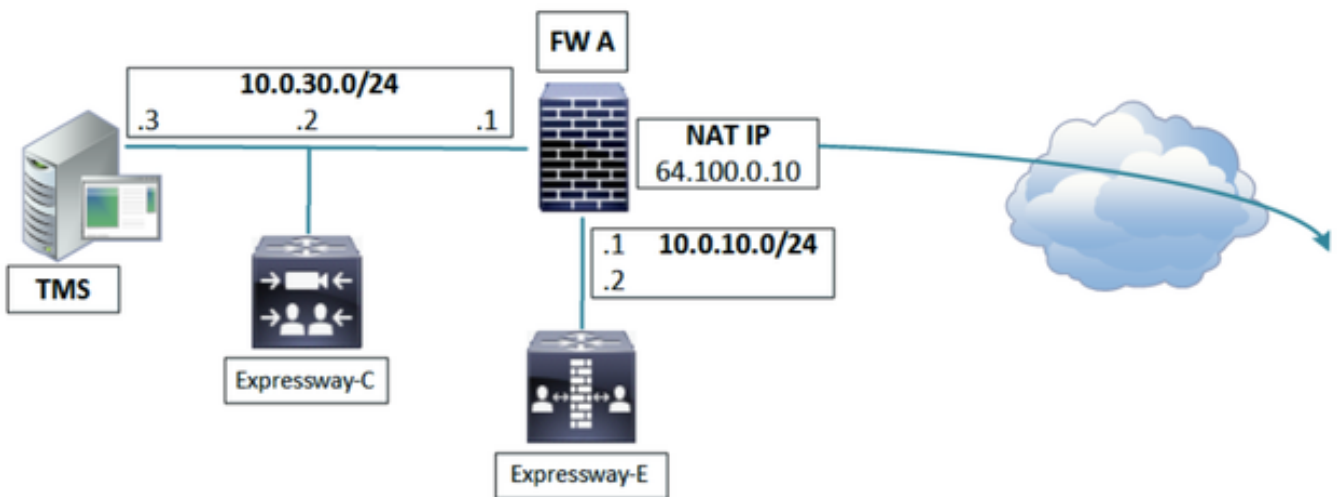 FW A
10.0.30.0/24
.3 .2 .1
NAT IP
64.100.0.10
TMS
.1 10.0.10.0/24
.2
Expressway-C
Expressway-E